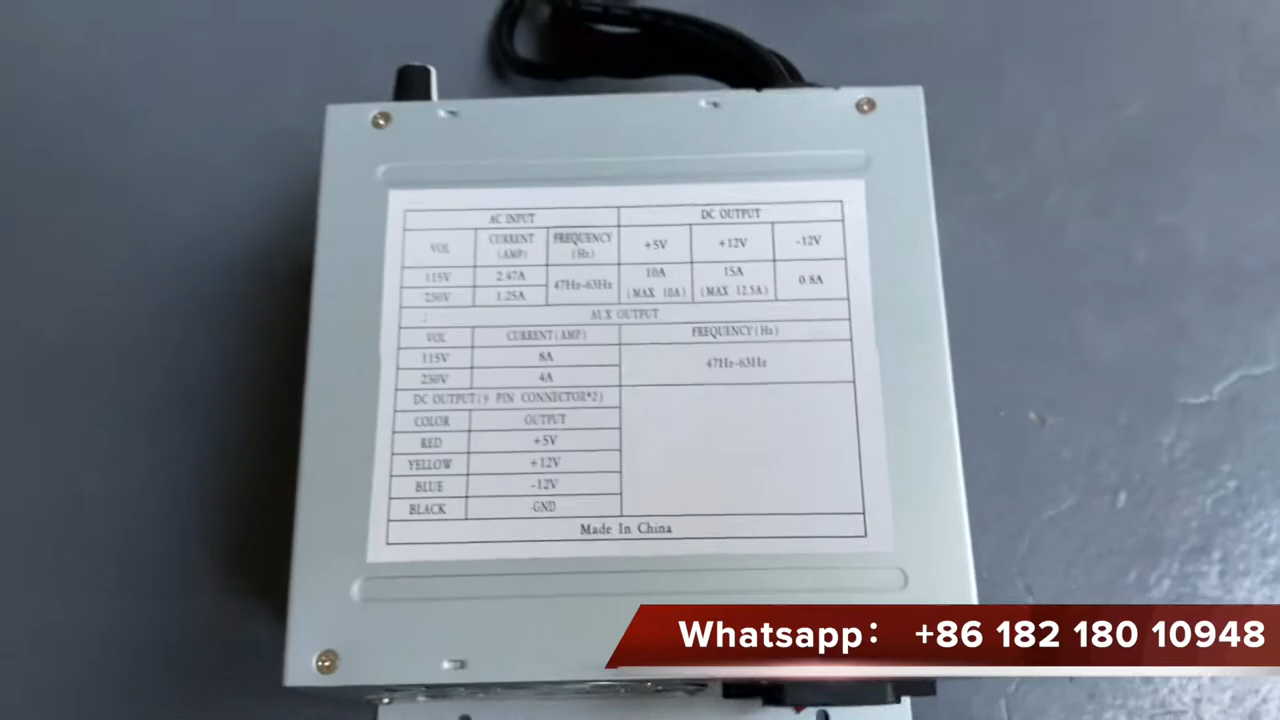 AC INPUT DC OUTPUT
VOL CURRENT (AMP) FREQUENCY (Hz) +5V +12V -12V
115V 2.47A 47Hz-63Hz 10A (MAX 10A) 15A (MAX 12.5A) 0.8A
230V 1.25A
: AUX OUTPUT
VOL CURRENT(AMP) FREQUENCY(Hz)
115V 8A 47Hz-63Hz
230V 4A
DC OUTPUT(9 PIN CONNECTOR*2)
COLOR OUTPUT
RED +5V
YELLOW +12V
BLUE -12V
BLACK GND
Made In China
Whatsapp： +86 182 180 10948